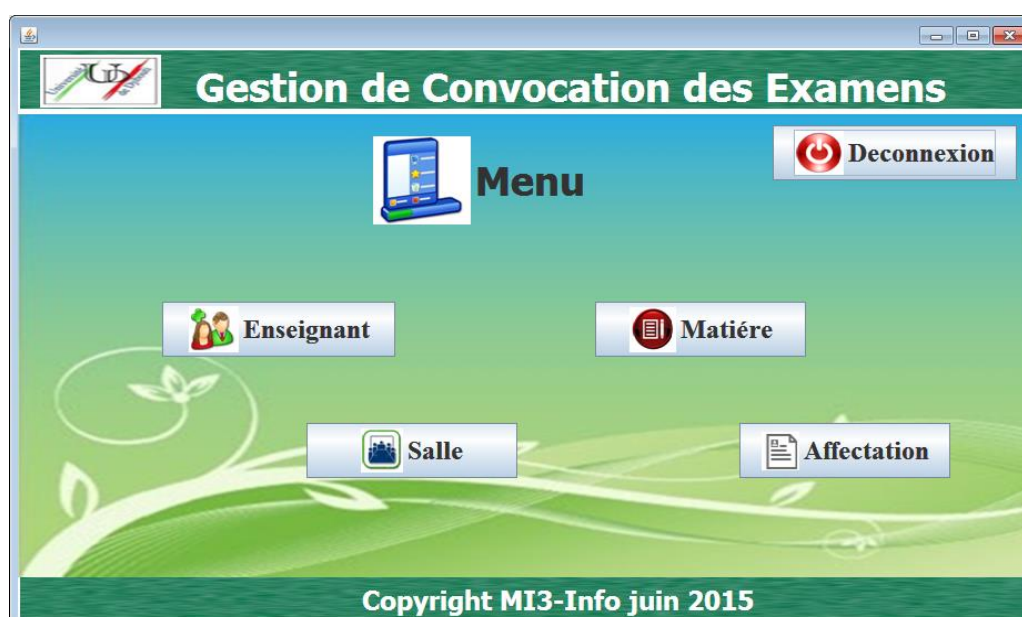 Gestion de Convocation des Examens
Deconnexion
Menu
Enseignant
Matiére
Salle
Affectation
Copyright MI3-Info juin 2015